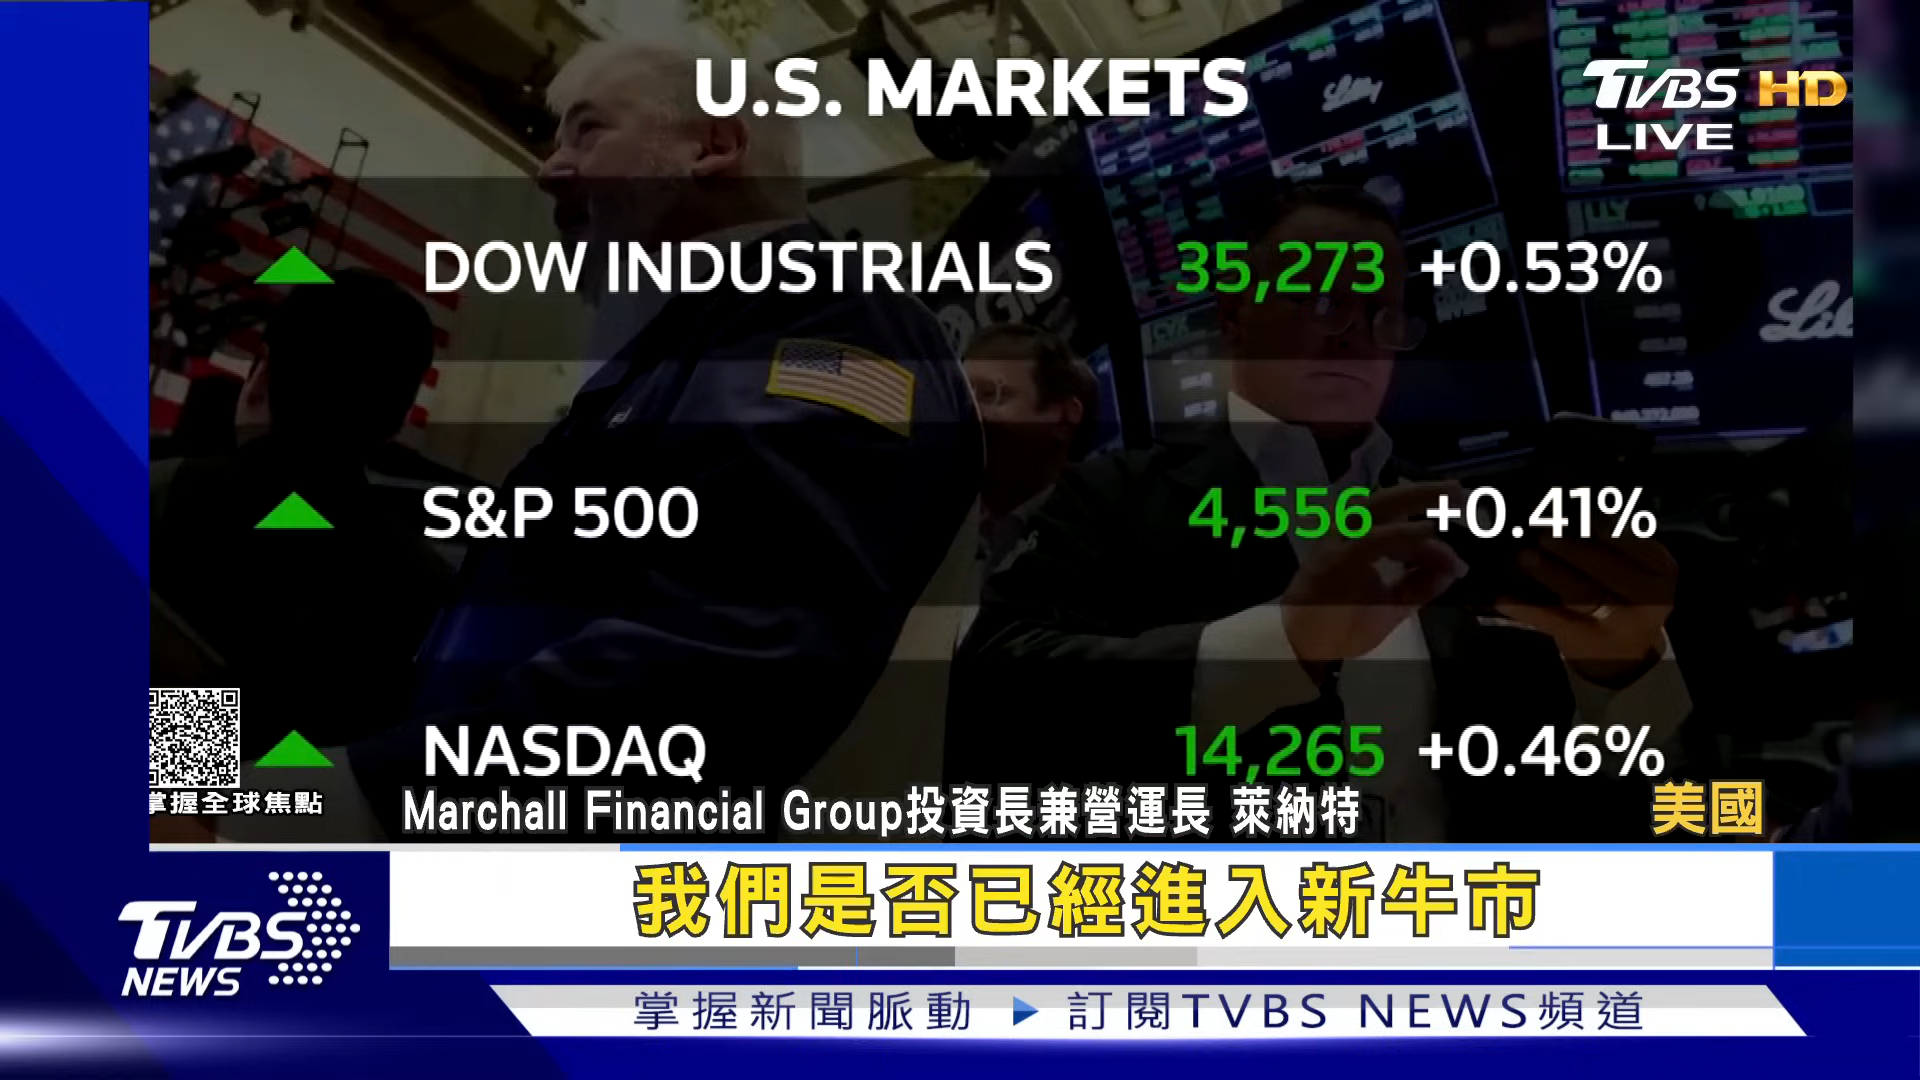 U.S. MARKETS
TVBS HD
LIVE
DOW INDUSTRIALS 35,273 +0.53%
S&P 500 4,556 +0.41%
NASDAQ 14,265 +0.46%
掌握全球焦點
Marchall Financial Group投資長兼營運長 萊納特
美國
我們是否已經進入新牛市
TVBS
NEWS
掌握新聞脈動 ▶ 訂閱TVBS NEWS頻道
Lilly